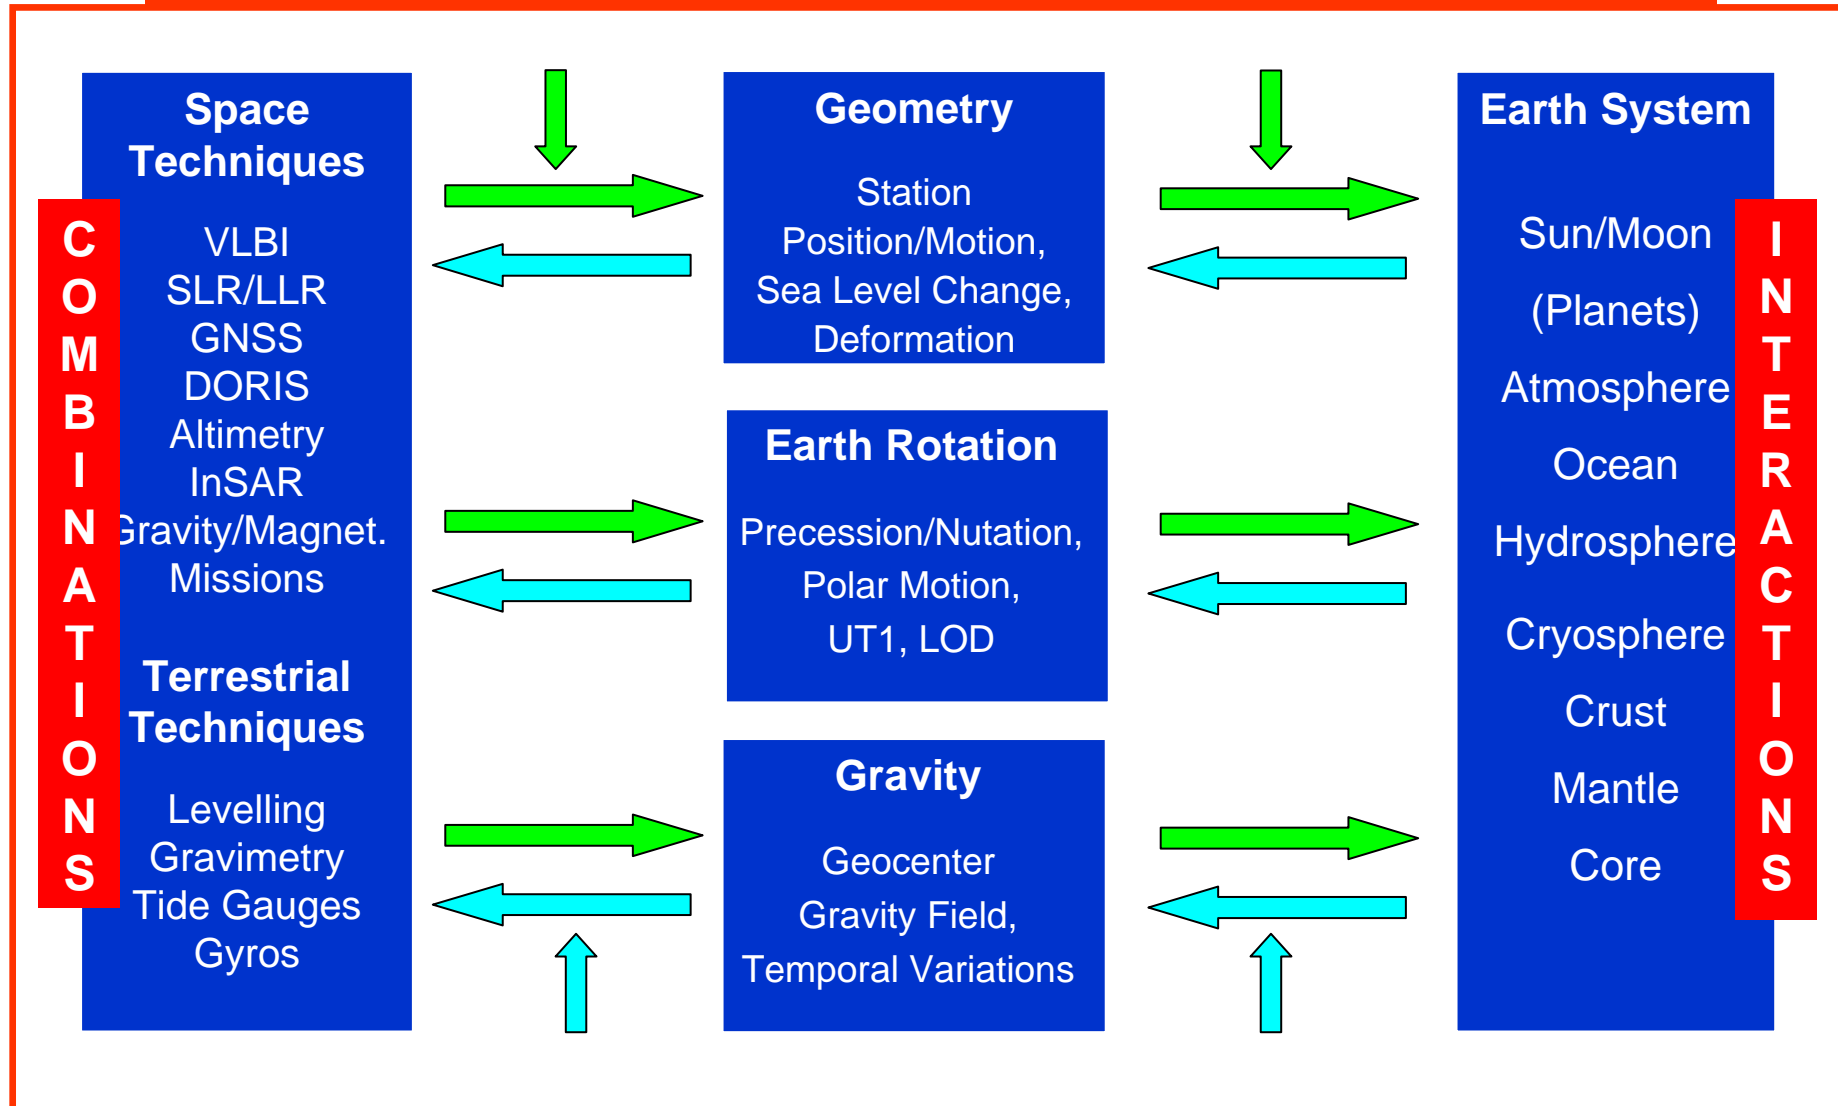 COMBINATIONS
Space
Techniques
VLBI
SLR/LLR
GNSS
DORIS
Altimetry
InSAR
Gravity/Magnet.
Missions
Terrestrial
Techniques
Levelling
Gravimetry
Tide Gauges
Gyros
Geometry
Station
Position/Motion,
Sea Level Change,
Deformation
Earth Rotation
Precession/Nutation,
Polar Motion,
UT1, LOD
Gravity
Geocenter
Gravity Field,
Temporal Variations
Earth System
Sun/Moon
(Planets)
Atmosphere
Ocean
Hydrosphere
Cryosphere
Crust
Mantle
Core
INTERACTIONS